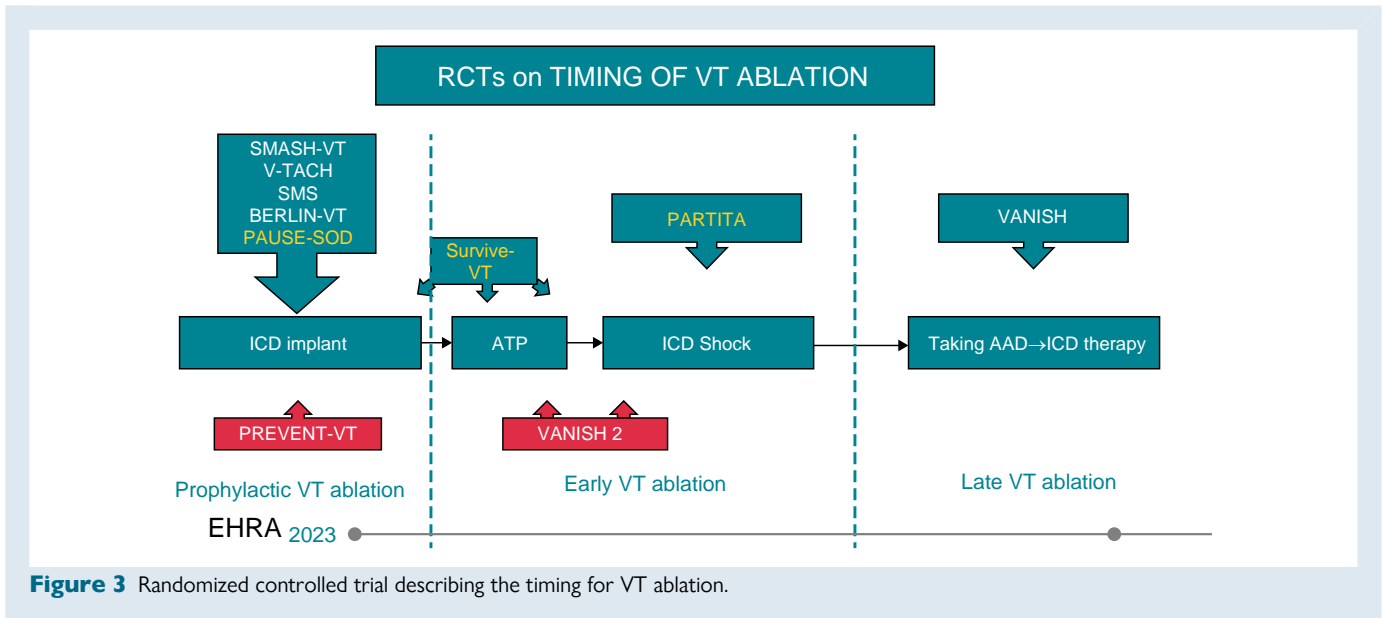 RCTs on TIMING OF VT ABLATION
SMASH-VT
V-TACH
SMS
BERLIN-VT
PAUSE-SOD
Survive-
VT
PARTITA
VANISH
ICD implant
ATP
ICD Shock
Taking AAD→ICD therapy
PREVENT-VT
VANISH 2
Prophylactic VT ablation
Early VT ablation
Late VT ablation
EHRA 2023
Figure 3 Randomized controlled trial describing the timing for VT ablation.